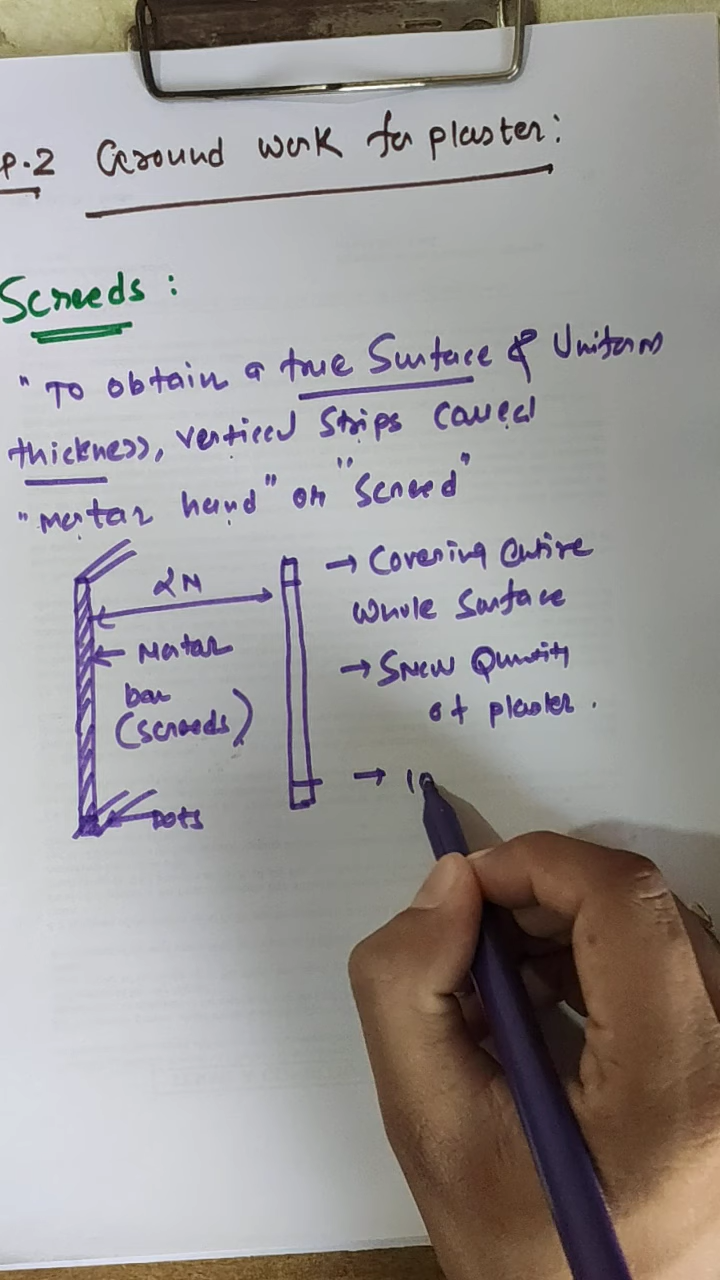 P.2 Ground work for plaster:
Screeds :
"To obtain a true Surface & Uniform
thickness, vertical Strips called
"Mortar band" or "Screed"
2M
Mortar
bar
(screeds)
Dots
→ Covering entire
whole Surface
→ Quantity
of plaster.
→